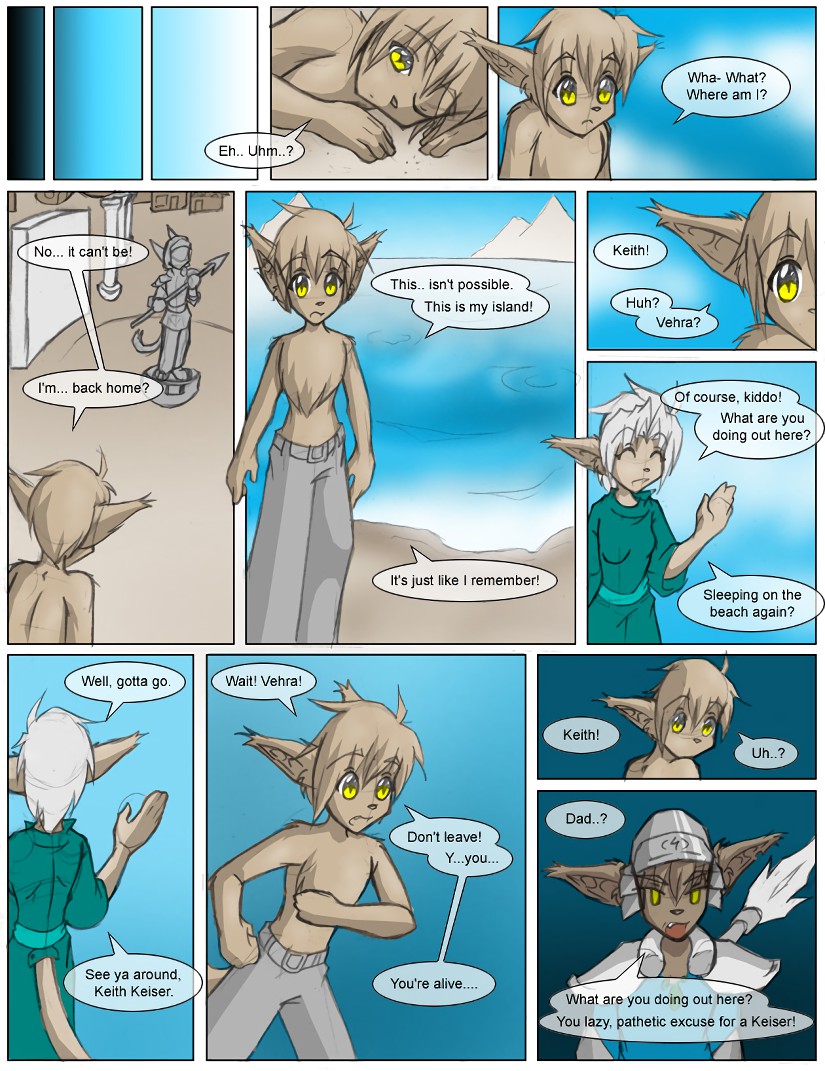 Eh.. Uhm..?
Wha- What?
Where am I?
No... it can't be!
I'm... back home?
This.. isn't possible.
This is my island!
It's just like I remember!
Keith!
Huh?
Vehra?
Of course, kiddo!
What are you
doing out here?
Sleeping on the
beach again?
Well, gotta go.
See ya around,
Keith Keiser.
Wait! Vehra!
Don't leave!
Y...you...
You're alive....
Keith!
Uh..?
Dad..?
What are you doing out here?
You lazy, pathetic excuse for a Keiser!